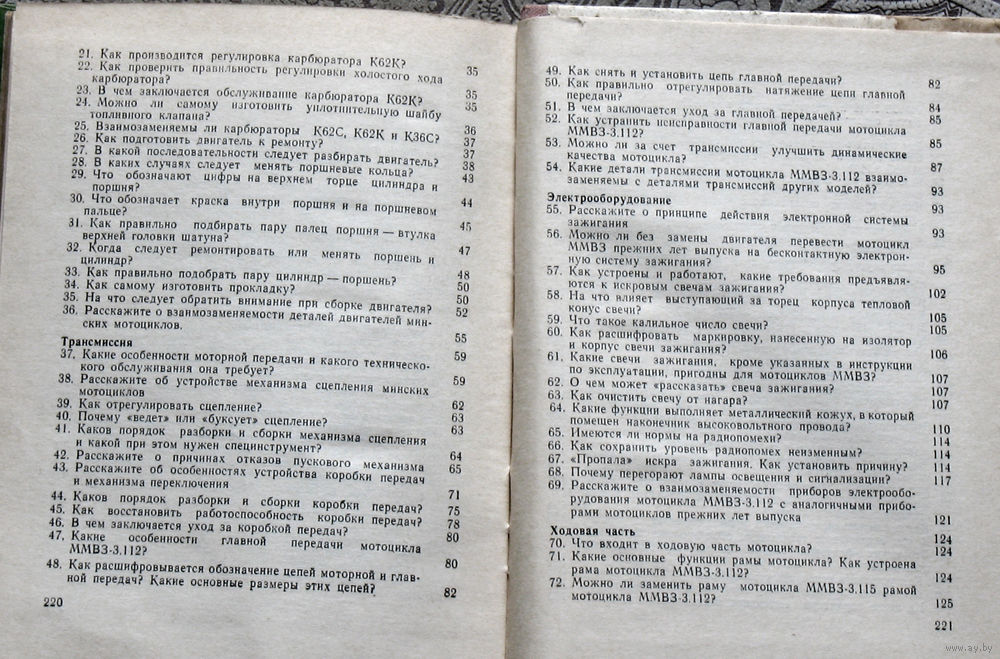 21. Как производится регулировка карбюратора К62К? 35
22. Как проверить правильность регулировки холостого хода
карбюратора? 35
23. В чем заключается обслуживание карбюратора К62К? 35
24. Можно ли самому изготовить уплотнительную шайбу
топливного клапана? 36
25. Взаимозаменяемы ли карбюраторы К62С, К62К и К36С? 37
26. Как подготовить двигатель к ремонту? 37
27. В какой последовательности следует разбирать двигатель? 38
28. В каких случаях следует менять поршневые кольца? 43
29. Что обозначают цифры на верхнем торце цилиндра и
поршня? 44
30. Что обозначает краска внутри поршня и на поршневом
пальце? 45
31. Как правильно подбирать пару палец поршня — втулка
верхней головки шатуна? 47
32. Когда следует ремонтировать или менять поршень и
цилиндр? 48
33. Как правильно подобрать пару цилиндр — поршень? 50
34. Как самому изготовить прокладку? 50
35. На что следует обратить внимание при сборке двигателя? 52
36. Расскажите о взаимозаменяемости деталей двигателей мин-
ских мотоциклов. 55
Трансмиссия
37. Какие особенности моторной передачи и какого техническо-
го обслуживания она требует? 59
38. Расскажите об устройстве механизма сцепления минских
мотоциклов 59
39. Как отрегулировать сцепление? 62
40. Почему «ведет» или «буксует» сцепление? 63
41. Каков порядок разборки и сборки механизма сцепления
и какой при этом нужен специнструмент? 63
42. Расскажите о причинах отказов пускового механизма 64
43. Расскажите об особенностях устройства коробки передач 65
и механизма переключения
44. Каков порядок разборки и сборки коробки передач? 71
45. Как восстановить работоспособность коробки передач? 75
46. В чем заключается уход за коробкой передач? 78
47. Какие особенности главной передачи мотоцикла 80
ММВЗ-3.112?
48. Как расшифровывается обозначение цепей моторной и глав- 80
ной передач? Какие основные размеры этих цепей? 82
220
49. Как снять и установить цепь главной передачи? 82
50. Как правильно отрегулировать натяжение цепи главной
передачи? 84
51. В чем заключается уход за главной передачей? 85
52. Как устранить неисправности главной передачи мотоцикла
ММВЗ-3.112? 85
53. Можно ли за счет трансмиссии улучшить динамические
качества мотоцикла? 87
54. Какие детали трансмиссии мотоцикла ММВЗ-3.112 взаимо-
заменяемы с деталями трансмиссий других моделей? 93
Электрооборудование
55. Расскажите о принципе действия электронной системы 93
зажигания
56. Можно ли без замены двигателя перевести мотоцикл 93
ММВЗ прежних лет выпуска на бесконтактную электрон-
ную систему зажигания? 95
57. Как устроены и работают, какие требования предъявля-
ются к искровым свечам зажигания? 102
58. На что влияет выступающий за торец корпуса тепловой
конус свечи? 105
59. Что такое калильное число свечи? 105
60. Как расшифровать маркировку, нанесенную на изолятор
и корпус свечи зажигания? 106
61. Какие свечи зажигания, кроме указанных в инструкции
по эксплуатации, пригодны для мотоциклов ММВЗ? 107
62. О чем может «рассказать» свеча зажигания? 107
63. Как очистить свечу от нагара? 107
64. Какие функции выполняет металлический кожух, в который
помещен наконечник высоковольтного провода? 110
65. Имеются ли нормы на радиопомехи? 114
66. Как сохранить уровень радиопомех неизменным? 114
67. «Пропала» искра зажигания. Как установить причину? 114
68. Почему перегорают лампы освещения и сигнализации? 117
69. Расскажите о взаимозаменяемости приборов электрообо-
рудования мотоцикла ММВЗ-3.112 с аналогичными прибо-
рами мотоциклов прежних лет выпуска 121
Ходовая часть
70. Что входит в ходовую часть мотоцикла? 124
71. Какие основные функции рамы мотоцикла? Как устроена 124
рама мотоцикла ММВЗ-3.112? 124
72. Можно ли заменить раму мотоцикла ММВЗ-3.115 рамой
мотоцикла ММВЗ-3.112? 125
221
www.ay.by